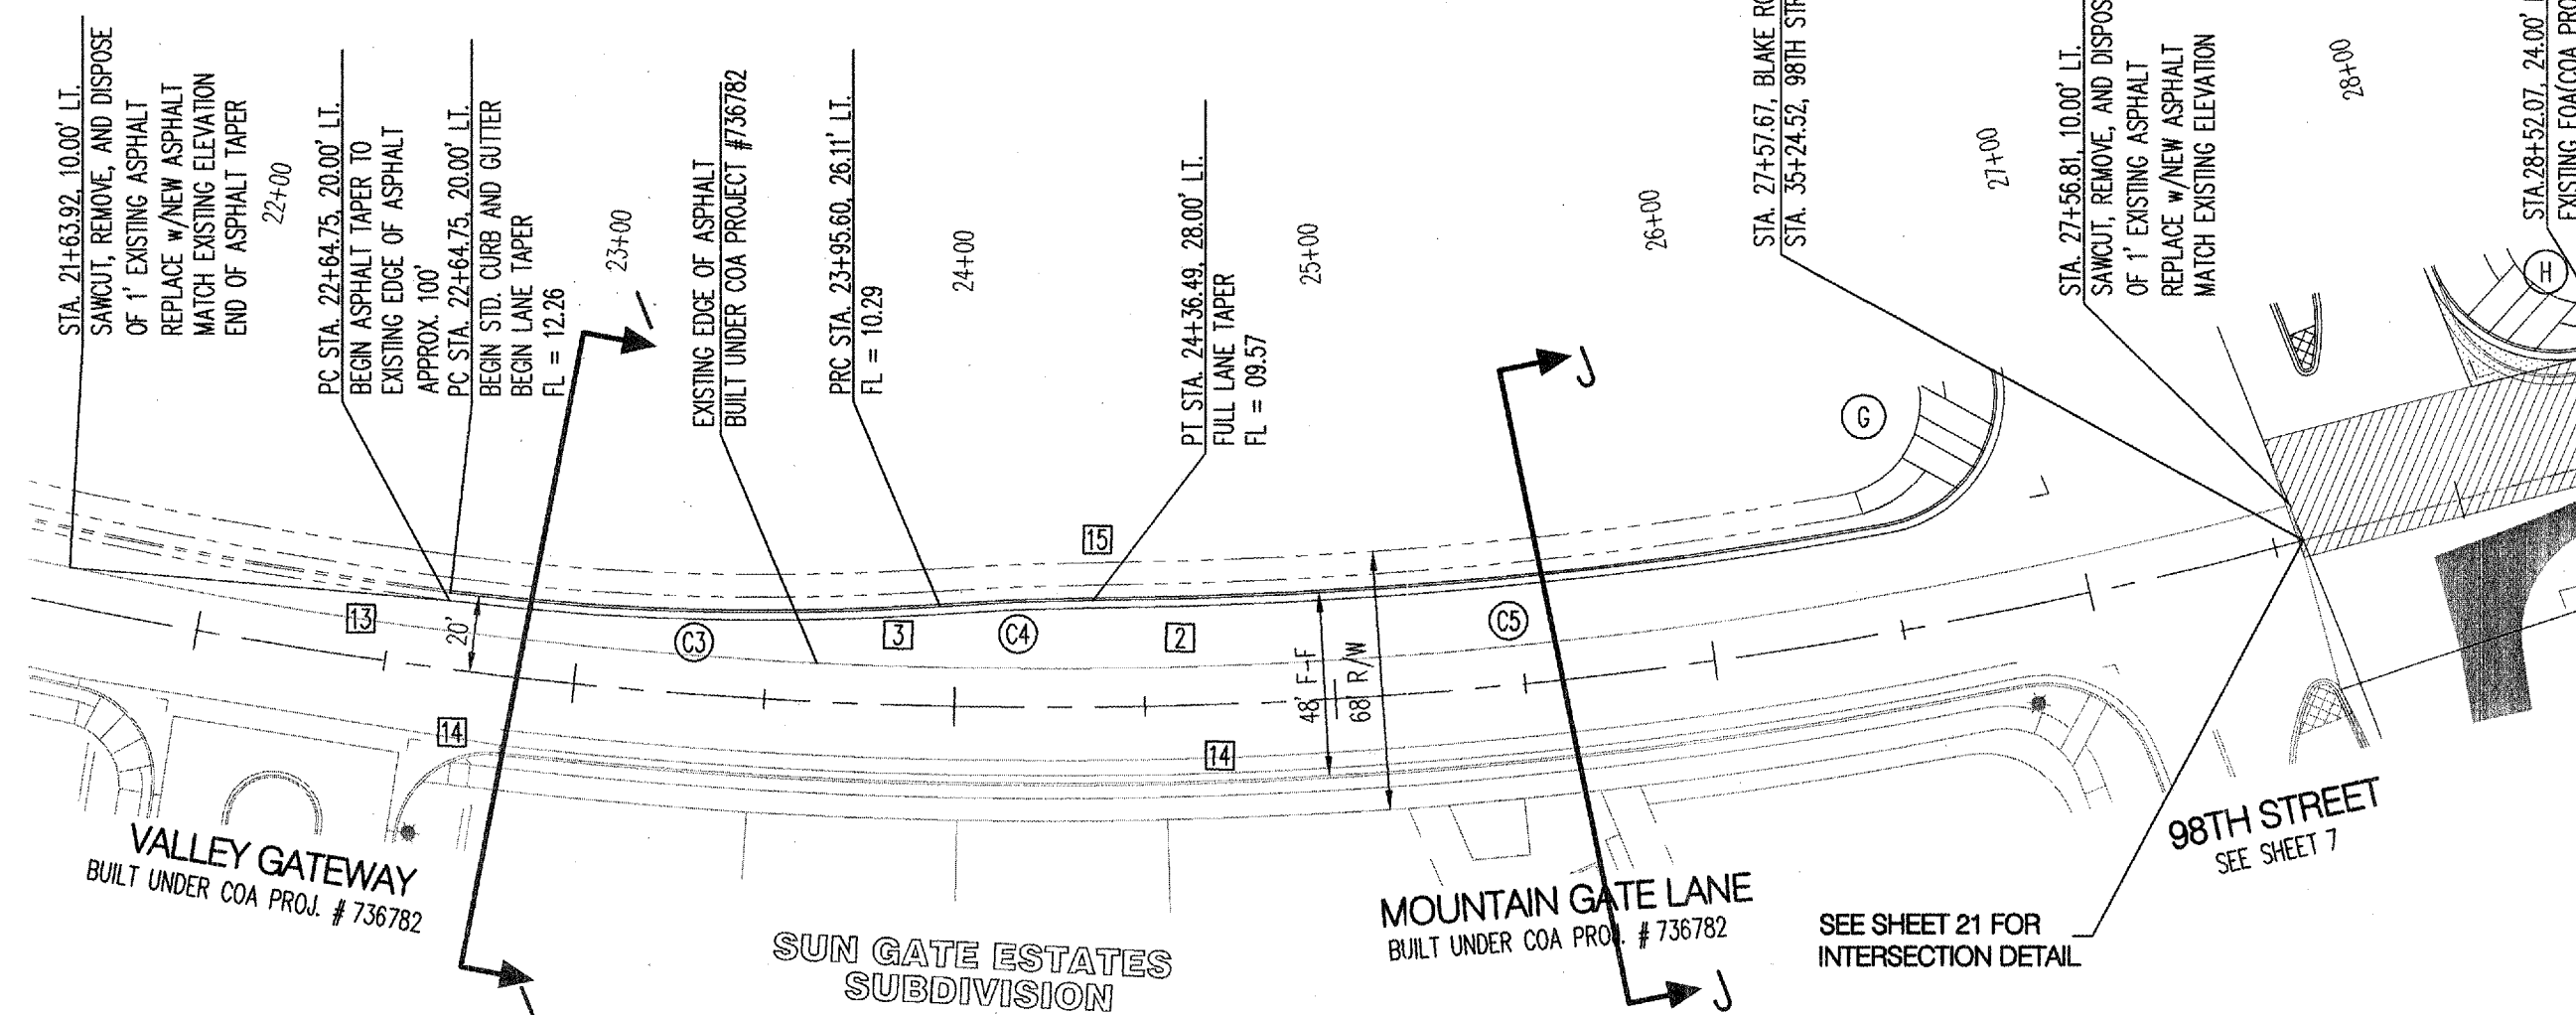 STA. 21+63.92, 10.00' LT.
SAWCUT, REMOVE, AND DISPOSE
OF 1' EXISTING ASPHALT
REPLACE w/NEW ASPHALT
MATCH EXISTING ELEVATION
END OF ASPHALT TAPER
22+00
PC STA. 22+64.75, 20.00' LT.
BEGIN ASPHALT TAPER TO
EXISTING EDGE OF ASPHALT
APPROX. 100'
PC STA. 22+64.75, 20.00' LT.
BEGIN STD. CURB AND GUTTER
BEGIN LANE TAPER
FL = 12.26
23+00
EXISTING EDGE OF ASPHALT
BUILT UNDER COA PROJECT #736782
PRC STA. 23+95.60, 26.11' LT.
FL = 10.29
24+00
PT STA. 24+36.49, 28.00' LT.
FULL LANE TAPER
FL = 09.57
25+00
26+00
STA. 27+57.67, BLAKE
STA. 35+24.52, 98TH
27+00
STA. 27+56.81, 10.00' LT.
SAWCUT, REMOVE, AND DISPOS
OF 1' EXISTING ASPHALT
REPLACE w/NEW ASPHALT
MATCH EXISTING ELEVATION
28+00
STA.28+52.07, 24.00'
EXISTING EOA(COA
H
G
J
15
13
20'
C3
3
C4
2
C5
48' F-F
68' R/W
14
14
VALLEY GATEWAY
BUILT UNDER COA PROJ. # 736782
SUN GATE ESTATES
SUBDIVISION
MOUNTAIN GATE LANE
BUILT UNDER COA PROJ. # 736782
J
SEE SHEET 21 FOR
INTERSECTION DETAIL
98TH STREET
SEE SHEET 7